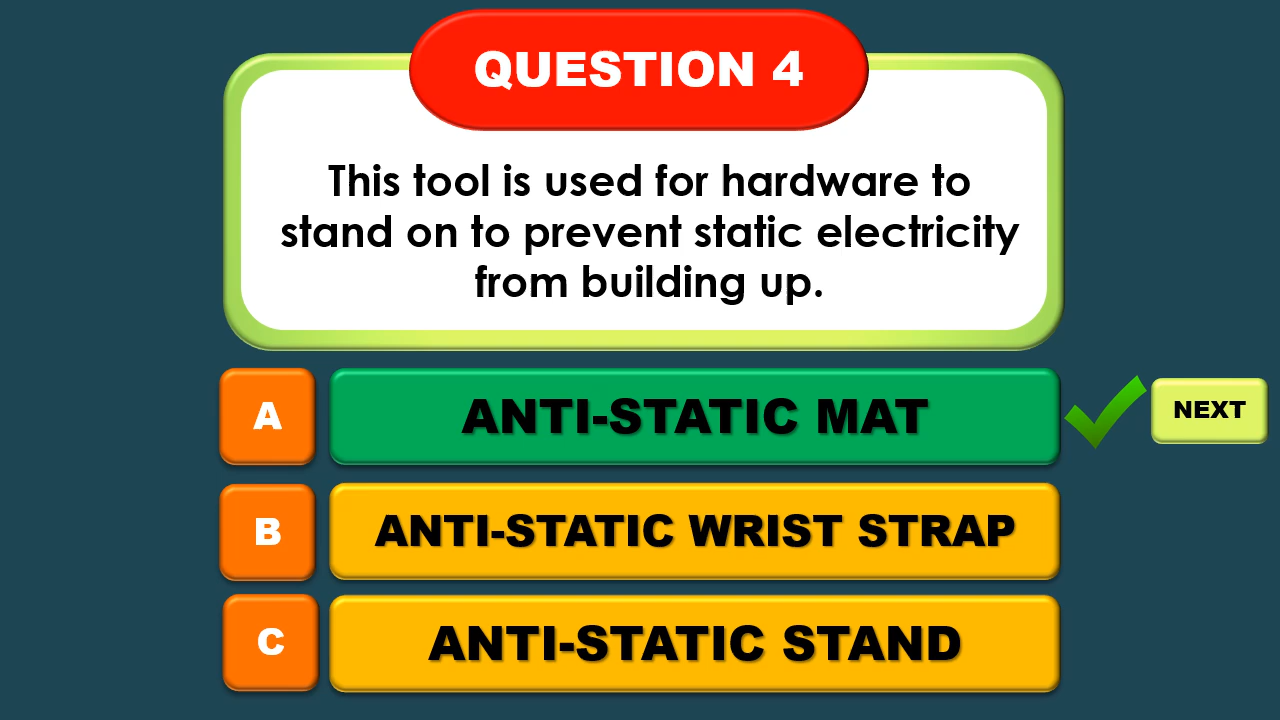 QUESTION 4
This tool is used for hardware to
stand on to prevent static electricity
from building up.
A
ANTI-STATIC MAT
NEXT
B
ANTI-STATIC WRIST STRAP
C
ANTI-STATIC STAND